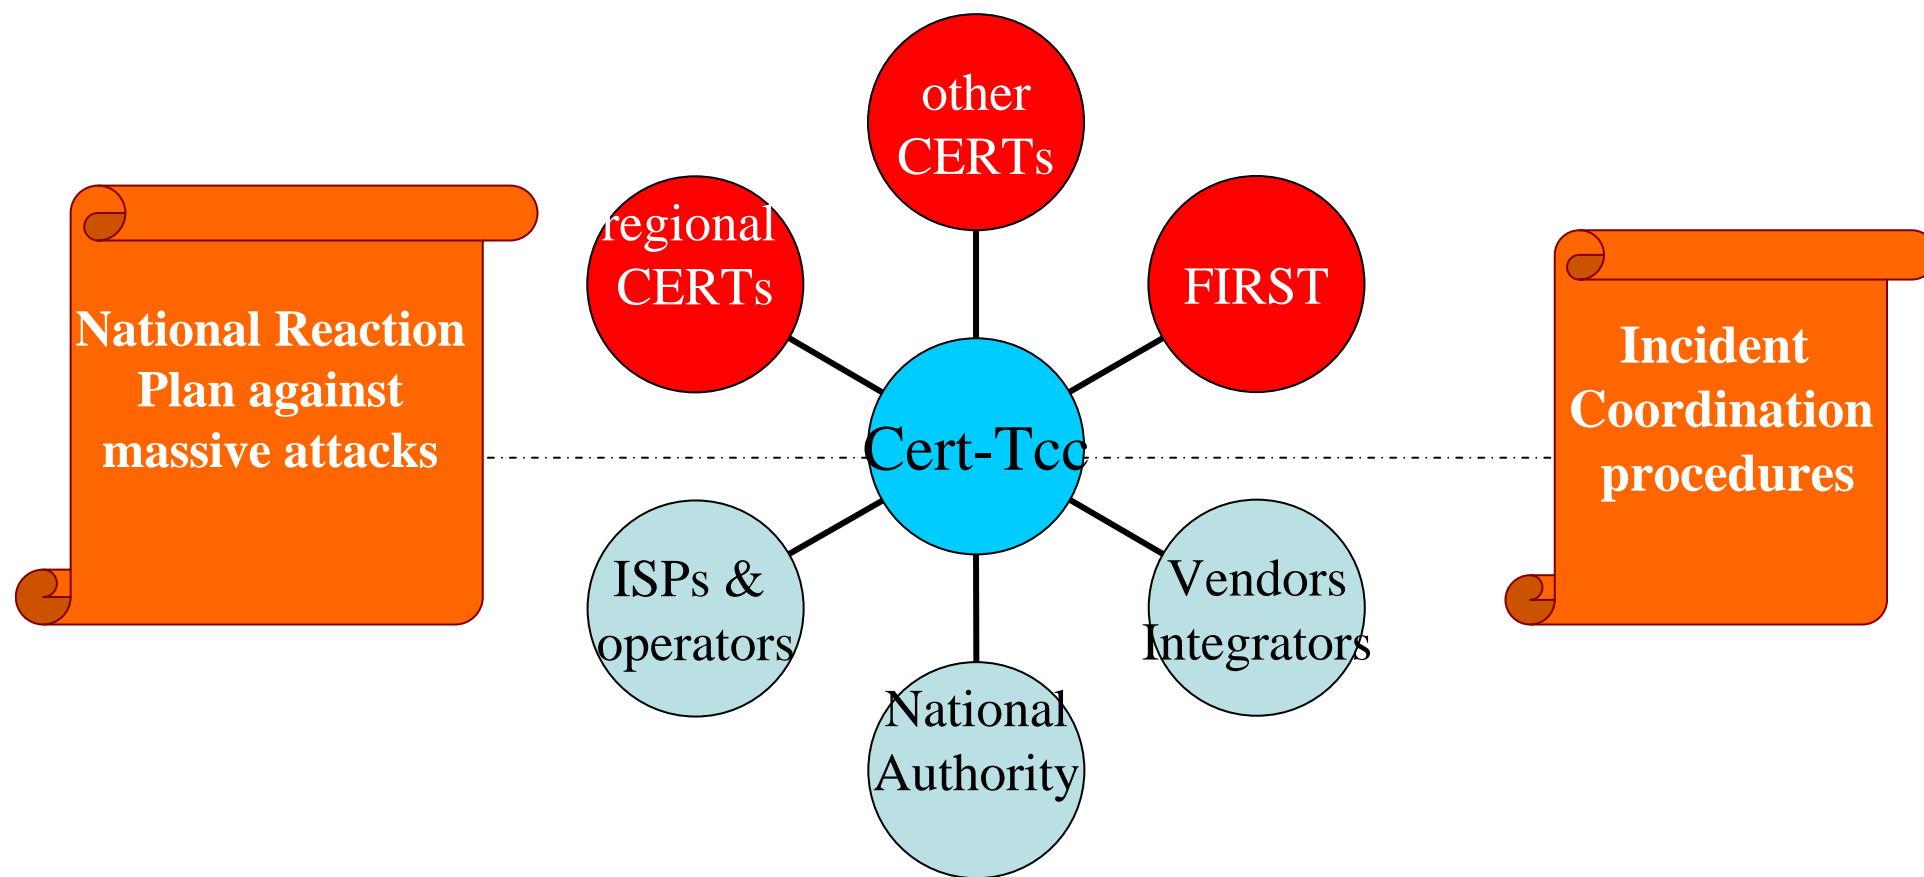 other
CERTs
regional
CERTs
FIRST
National Reaction
Plan against
massive attacks
Incident
Coordination
procedures
Cert-Tcc
ISPs &
operators
Vendors
Integrators
National
Authority